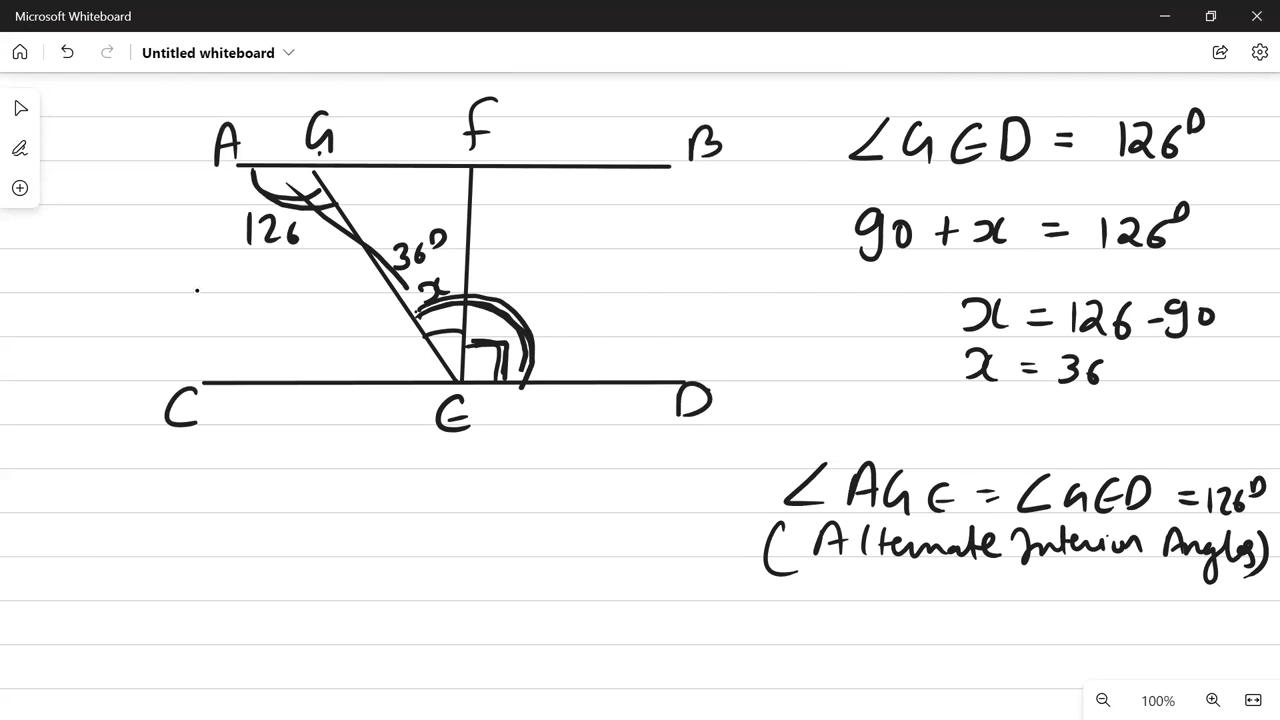 Microsoft Whiteboard
Untitled whiteboard
A G F B
126
36°
x
C E D
∠GED = 126°
90 + x = 126°
x = 126 - 90
x = 36
∠AGE = ∠GED = 126°
(Alternate Interior Angles)
100%